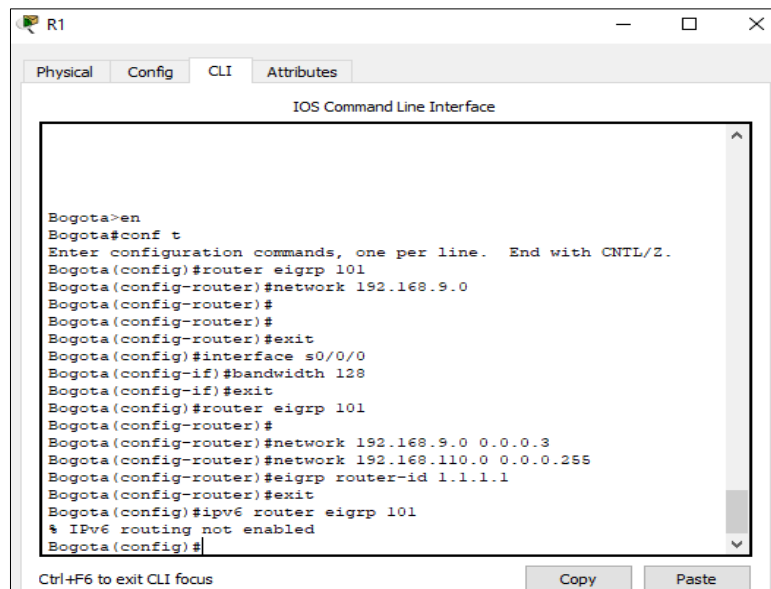 R1
Physical Config CLI Attributes
IOS Command Line Interface
Bogota>en
Bogota#conf t
Enter configuration commands, one per line.  End with CNTL/Z.
Bogota(config)#router eigrp 101
Bogota(config-router)#network 192.168.9.0
Bogota(config-router)#
Bogota(config-router)#
Bogota(config-router)#exit
Bogota(config)#interface s0/0/0
Bogota(config-if)#bandwidth 128
Bogota(config-if)#exit
Bogota(config)#router eigrp 101
Bogota(config-router)#
Bogota(config-router)#network 192.168.9.0 0.0.0.3
Bogota(config-router)#network 192.168.110.0 0.0.0.255
Bogota(config-router)#eigrp router-id 1.1.1.1
Bogota(config-router)#exit
Bogota(config)#ipv6 router eigrp 101
% IPv6 routing not enabled
Bogota(config)#
Ctrl+F6 to exit CLI focus Copy Paste